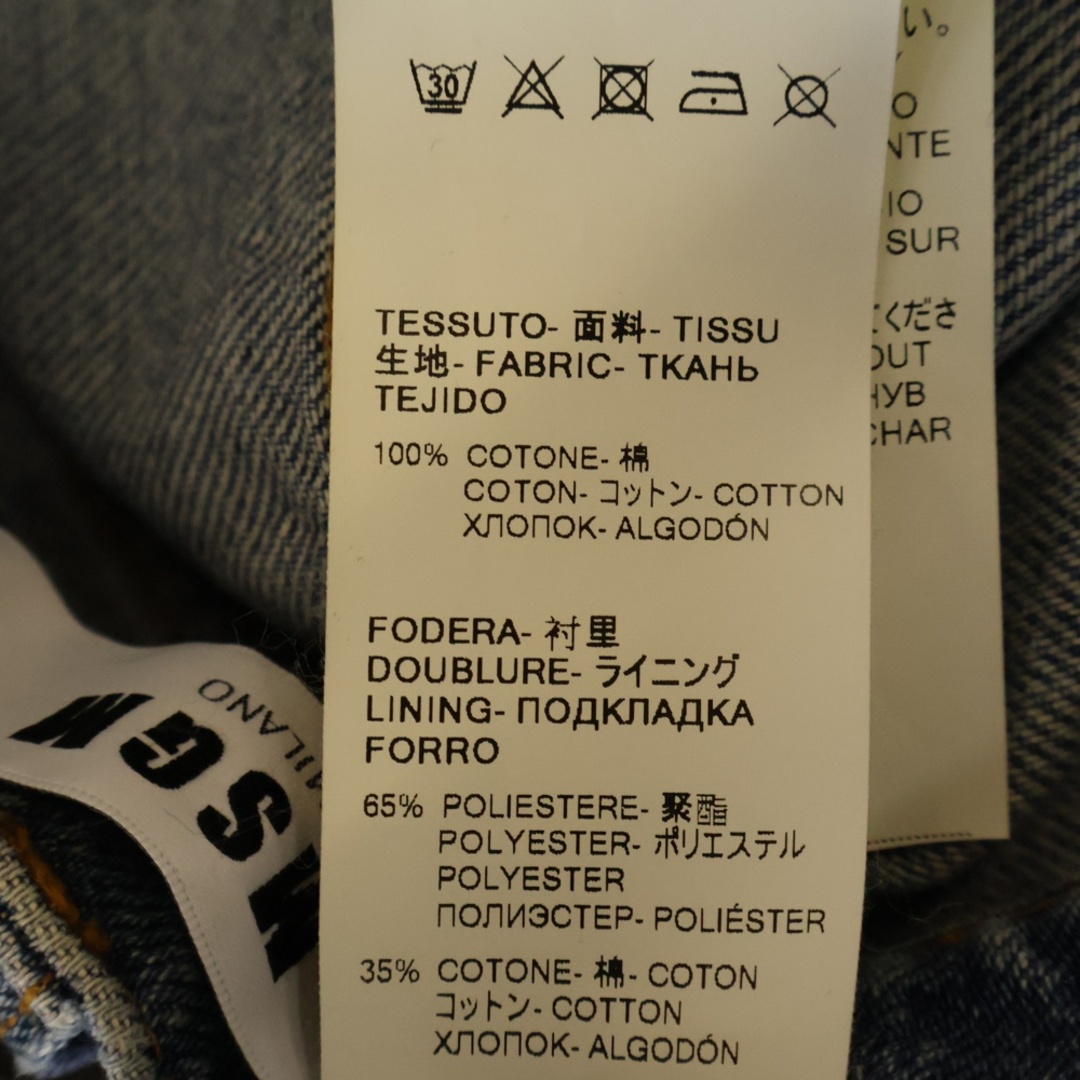 30
TESSUTO- 面料- TISSU
生地- FABRIC- ТКАНЬ
TEJIDO
100% COTONE- 棉
COTON- コットン- COTTON
ХЛОПОК- ALGODÓN
FODERA- 衬里
DOUBLURE- ライニング
LINING- ПОДКЛАДКА
FORRO
65% POLIESTERE- 聚酯
POLYESTER- ポリエステル
POLYESTER
ПОЛИЭСТЕР- POLIÉSTER
35% COTONE- 棉- COTON
コットン- COTTON
ХЛОПОК- ALGODÓN
い。
O
NTE
IO
SUR
てくださ
OUT
НУВ
CHAR
MSGM
MILANO